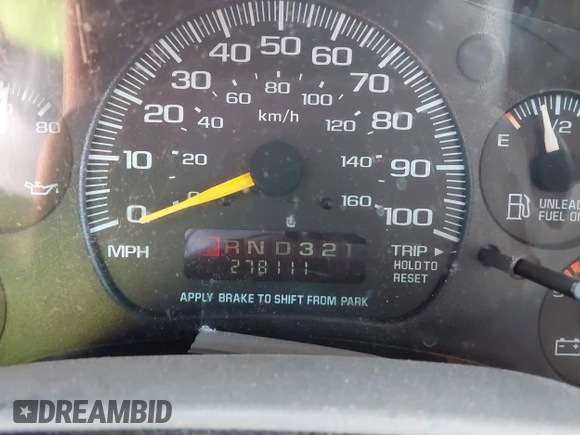 50
40 60
30 70
80
60 100
20 80
40 km/h 120
10 90
20 140
0 160
0 100
MPH
RND321
TRIP ▶
278111
HOLD TO
RESET
APPLY BRAKE TO SHIFT FROM PARK
80
E 1/2
UNLEA
FUEL ON
DREAMBID